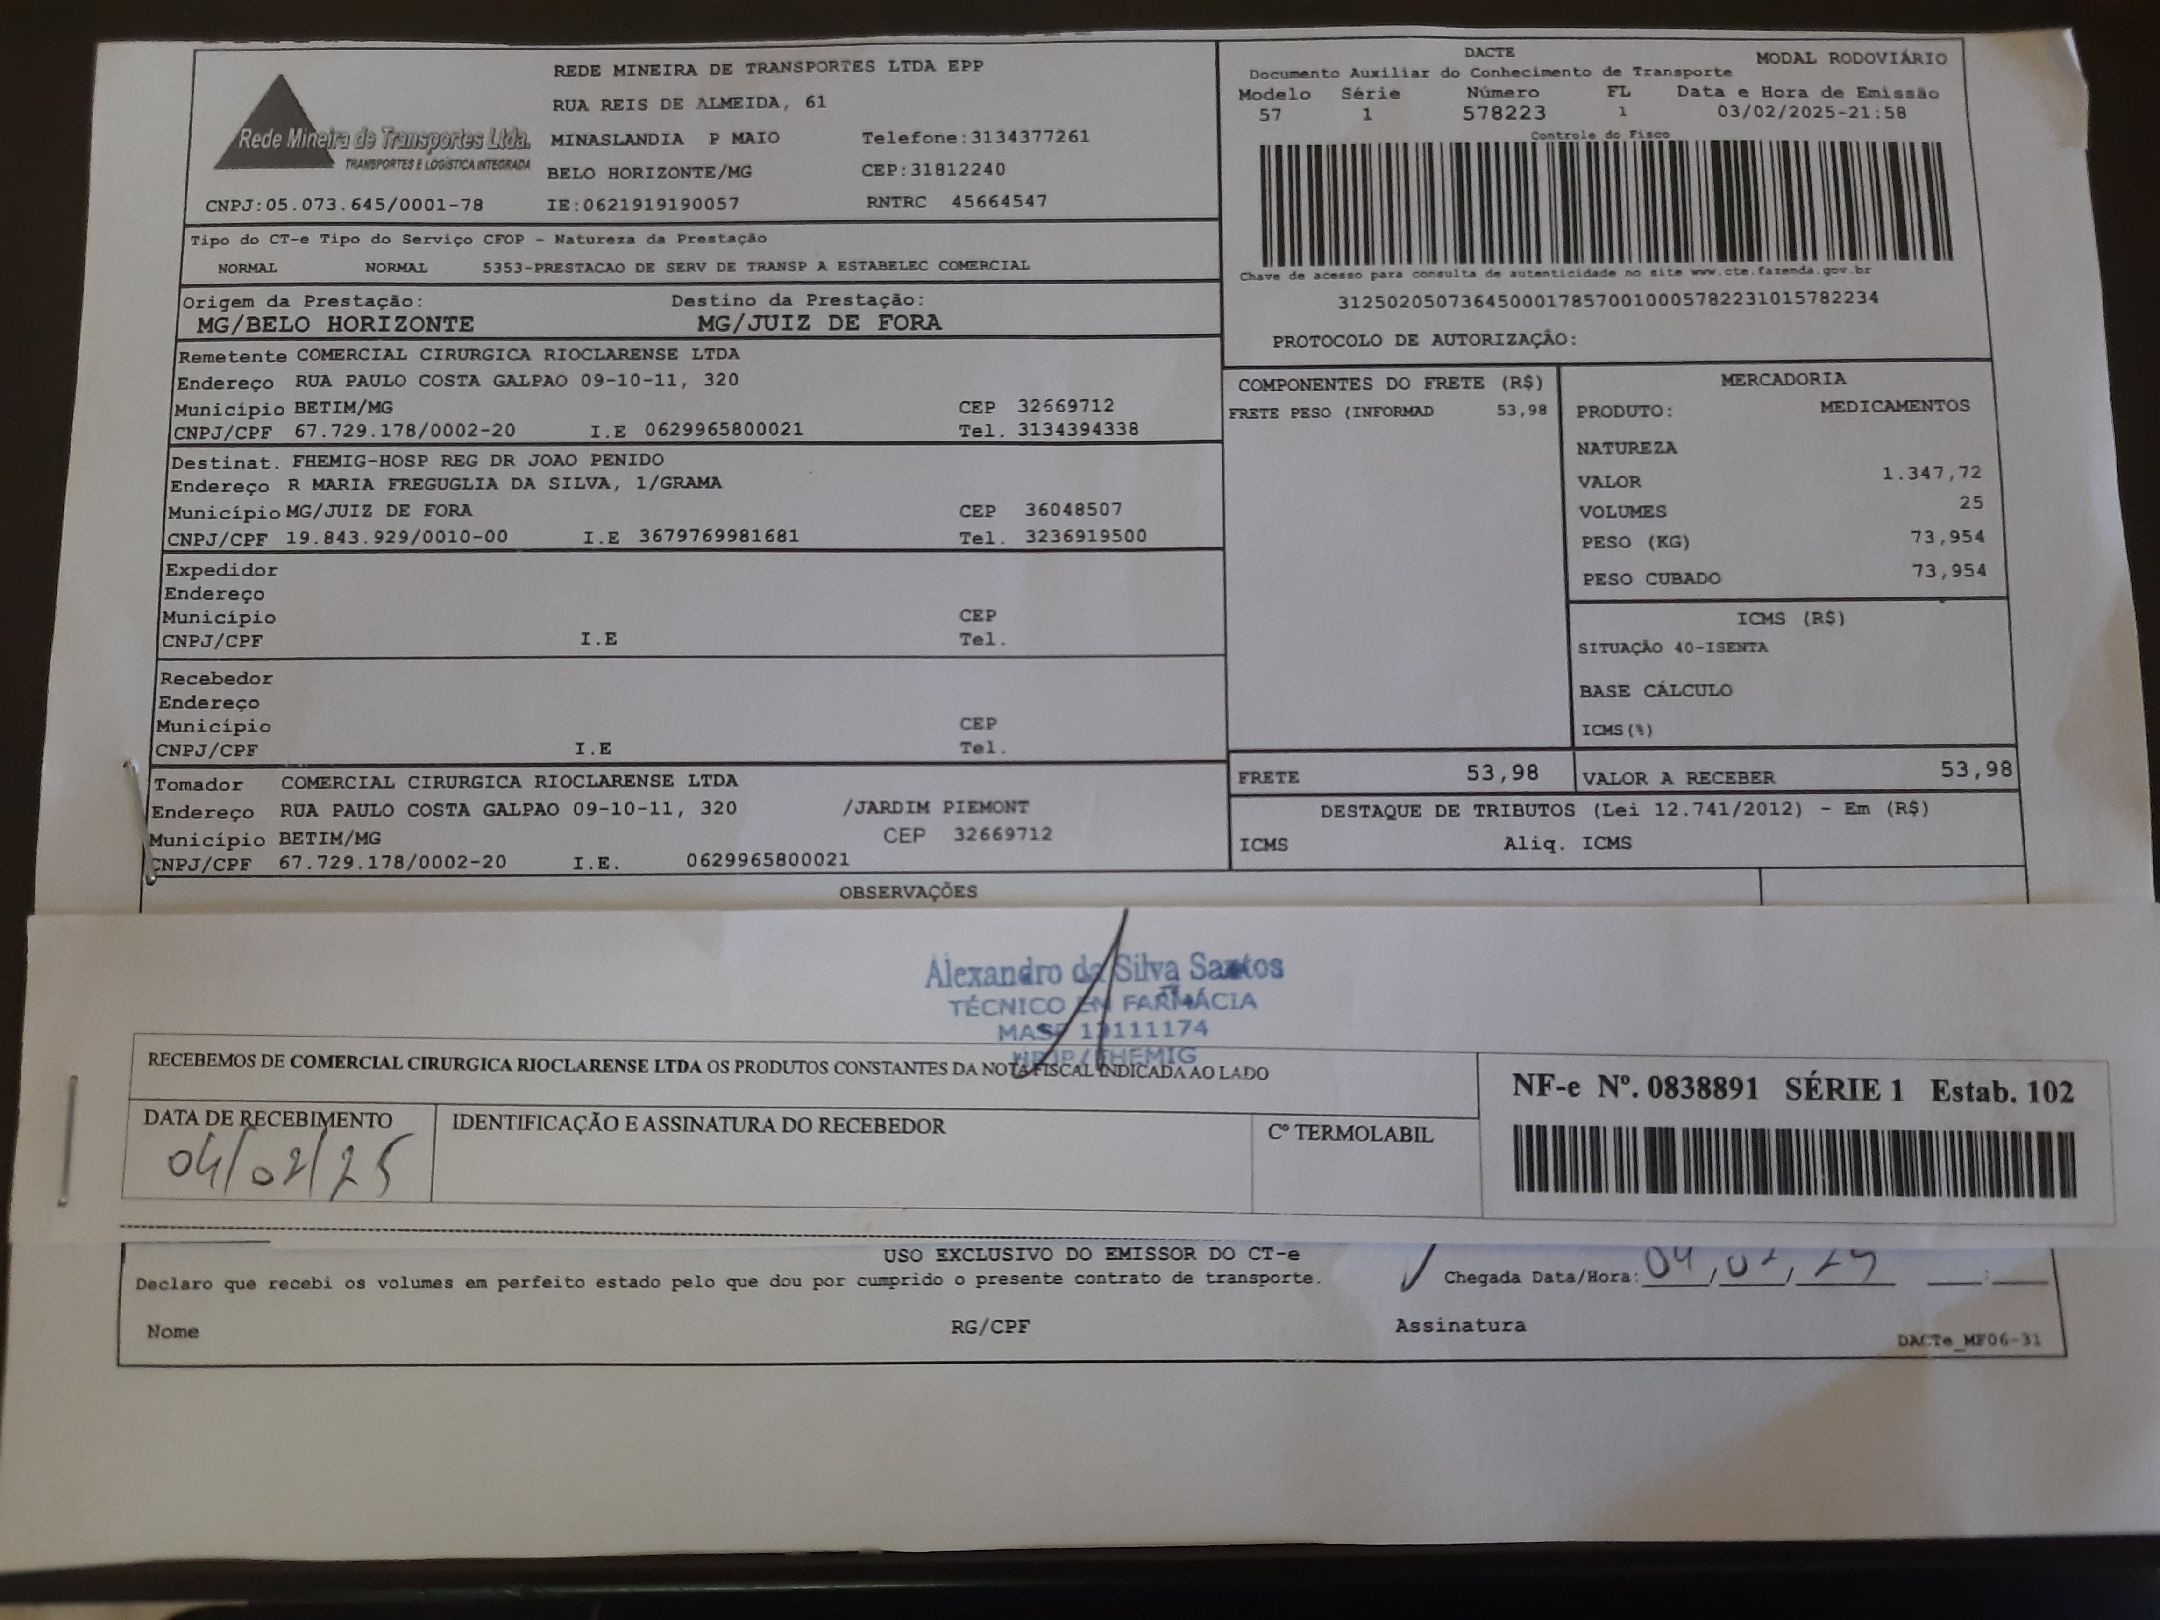 REDE MINEIRA DE TRANSPORTES LTDA EPP
RUA REIS DE ALMEIDA, 61
MINASLANDIA P MAIO Telefone:3134377261
BELO HORIZONTE/MG CEP:31812240
Rede Mineira de Transportes Ltda.
TRANSPORTES E LOGÍSTICA INTEGRADA
CNPJ:05.073.645/0001-78 IE:0621919190057 RNTRC 45664547
DACTE MODAL RODOVIÁRIO
Documento Auxiliar do Conhecimento de Transporte
Modelo Série Número FL Data e Hora de Emissão
57 1 578223 1 03/02/2025-21:58
Controle do Fisco
Chave de acesso para consulta de autenticidade no site www.cte.fazenda.gov.br
31250205073645000178570010005782231015782234
PROTOCOLO DE AUTORIZAÇÃO:
Tipo do CT-e Tipo do Serviço CFOP - Natureza da Prestação
NORMAL NORMAL 5353-PRESTACAO DE SERV DE TRANSP A ESTABELEC COMERCIAL
Origem da Prestação: Destino da Prestação:
MG/BELO HORIZONTE MG/JUIZ DE FORA
Remetente COMERCIAL CIRURGICA RIOCLARENSE LTDA
Endereço RUA PAULO COSTA GALPAO 09-10-11, 320
Município BETIM/MG CEP 32669712
CNPJ/CPF 67.729.178/0002-20 I.E 0629965800021 Tel. 3134394338
Destinat. FHEMIG-HOSP REG DR JOAO PENIDO
Endereço R MARIA FREGUGLIA DA SILVA, 1/GRAMA
Município MG/JUIZ DE FORA CEP 36048507
CNPJ/CPF 19.843.929/0010-00 I.E 3679769981681 Tel. 3236919500
Expedidor
Endereço
Município CEP
CNPJ/CPF I.E Tel.
Recebedor
Endereço
Município CEP
CNPJ/CPF I.E Tel.
Tomador COMERCIAL CIRURGICA RIOCLARENSE LTDA
Endereço RUA PAULO COSTA GALPAO 09-10-11, 320 /JARDIM PIEMONT
Município BETIM/MG CEP 32669712
CNPJ/CPF 67.729.178/0002-20 I.E. 0629965800021
COMPONENTES DO FRETE (R$)
FRETE PESO (INFORMAD 53,98
MERCADORIA
PRODUTO: MEDICAMENTOS
NATUREZA
VALOR 1.347,72
VOLUMES 25
PESO (KG) 73,954
PESO CUBADO 73,954
ICMS (R$)
SITUAÇÃO 40-ISENTA
BASE CÁLCULO
ICMS(%)
FRETE 53,98 VALOR A RECEBER 53,98
DESTAQUE DE TRIBUTOS (Lei 12.741/2012) - Em (R$)
ICMS Aliq. ICMS
OBSERVAÇÕES
Alexandro da Silva Santos
TÉCNICO EM FARMÁCIA
MASP 13111174
HRJP/FHEMIG
RECEBEMOS DE COMERCIAL CIRURGICA RIOCLARENSE LTDA OS PRODUTOS CONSTANTES DA NOTA FISCAL INDICADA AO LADO
DATA DE RECEBIMENTO IDENTIFICAÇÃO E ASSINATURA DO RECEBEDOR Cº TERMOLABIL
04/02/25
NF-e Nº. 0838891 SÉRIE 1 Estab. 102
USO EXCLUSIVO DO EMISSOR DO CT-e
Declaro que recebi os volumes em perfeito estado pelo que dou por cumprido o presente contrato de transporte. Chegada Data/Hora: 04/02/25 :
Nome RG/CPF Assinatura
DACTe_MF06-31